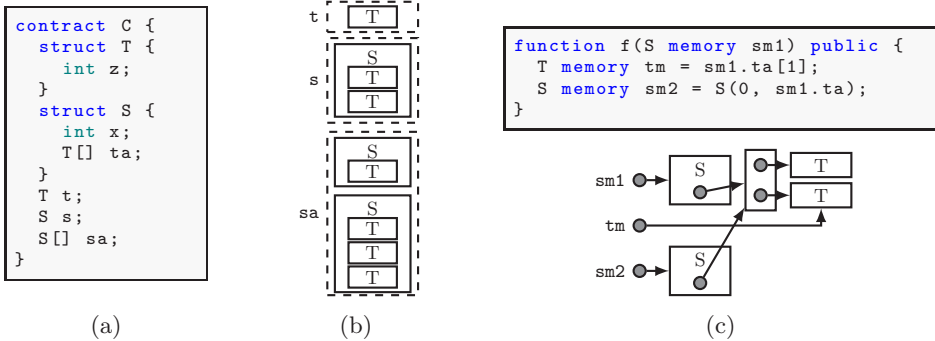 contract C {
  struct T {
    int z;
  }
  struct S {
    int x;
    T[] ta;
  }
  T t;
  S s;
  S[] sa;
}
(a)
t
T
s
S
T
T
sa
S
T
S
T
T
T
(b)
function f(S memory sm1) public {
  T memory tm = sm1.ta[1];
  S memory sm2 = S(0, sm1.ta);
}
sm1
S
T
T
tm
sm2
S
(c)